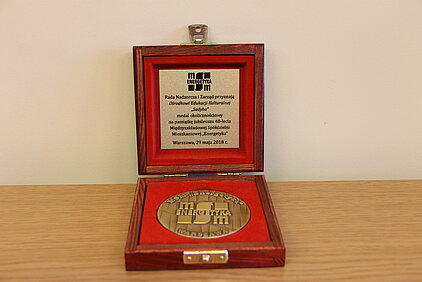 mSm
ENERGETYKA
Rada Nadzorcza i Zarząd przyznają
Ośrodkowi Edukacji Kulturalnej
„Sadyba"
medal okolicznościowy
na pamiątkę jubileuszu 60-lecia
Międzyzakładowej Spółdzielni
Mieszkaniowej „Energetyka"
Warszawa, 29 maja 2018 r.
ENERGETYKA